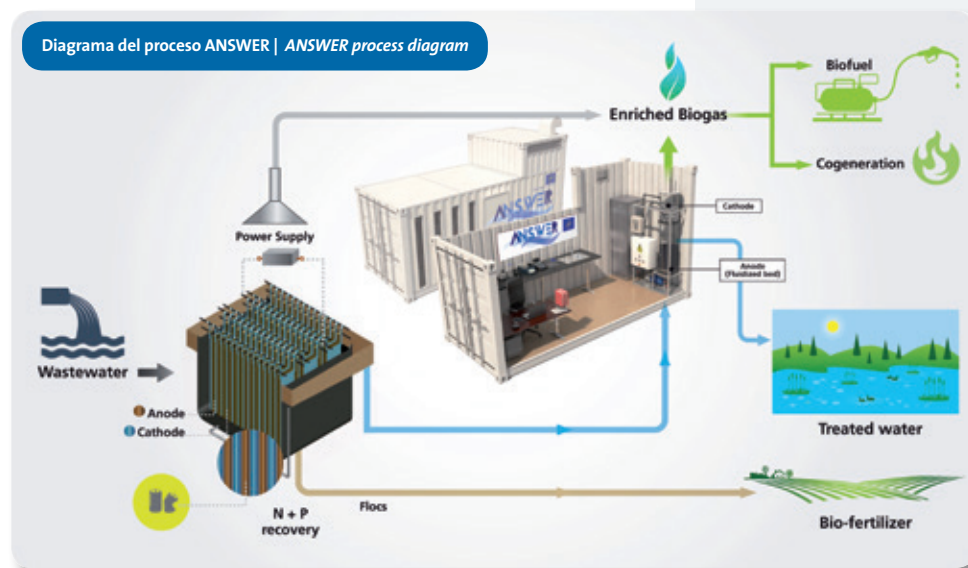 Diagrama del proceso ANSWER | ANSWER process diagram
Biofuel
Enriched Biogas
Cogeneration
ANSWER
ANSWER
Cathode
Power Supply
Anode
(Fluidized bed)
Wastewater
Anode
Cathode
Treated water
N + P
recovery
Flocs
Bio-fertilizer